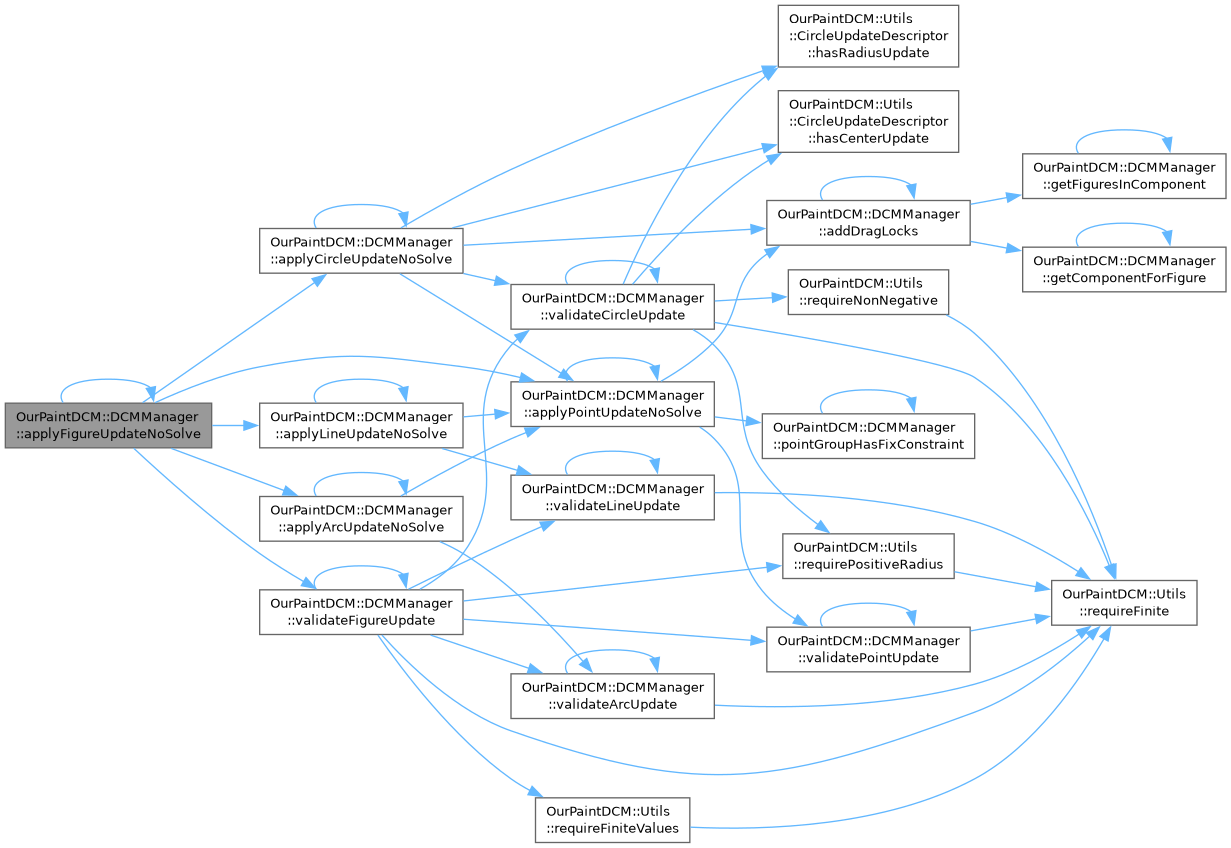 OurPaintDCM::Utils
::CircleUpdateDescriptor
::hasRadiusUpdate
OurPaintDCM::Utils
::CircleUpdateDescriptor
::hasCenterUpdate
OurPaintDCM::DCMManager
::getFiguresInComponent
OurPaintDCM::DCMManager
::addDragLocks
OurPaintDCM::DCMManager
::applyCircleUpdateNoSolve
OurPaintDCM::DCMManager
::getComponentForFigure
OurPaintDCM::Utils
::requireNonNegative
OurPaintDCM::DCMManager
::validateCircleUpdate
OurPaintDCM::DCMManager
::applyPointUpdateNoSolve
OurPaintDCM::DCMManager
::applyFigureUpdateNoSolve
OurPaintDCM::DCMManager
::applyLineUpdateNoSolve
OurPaintDCM::DCMManager
::pointGroupHasFixConstraint
OurPaintDCM::DCMManager
::validateLineUpdate
OurPaintDCM::DCMManager
::applyArcUpdateNoSolve
OurPaintDCM::Utils
::requirePositiveRadius
OurPaintDCM::Utils
::requireFinite
OurPaintDCM::DCMManager
::validateFigureUpdate
OurPaintDCM::DCMManager
::validatePointUpdate
OurPaintDCM::DCMManager
::validateArcUpdate
OurPaintDCM::Utils
::requireFiniteValues